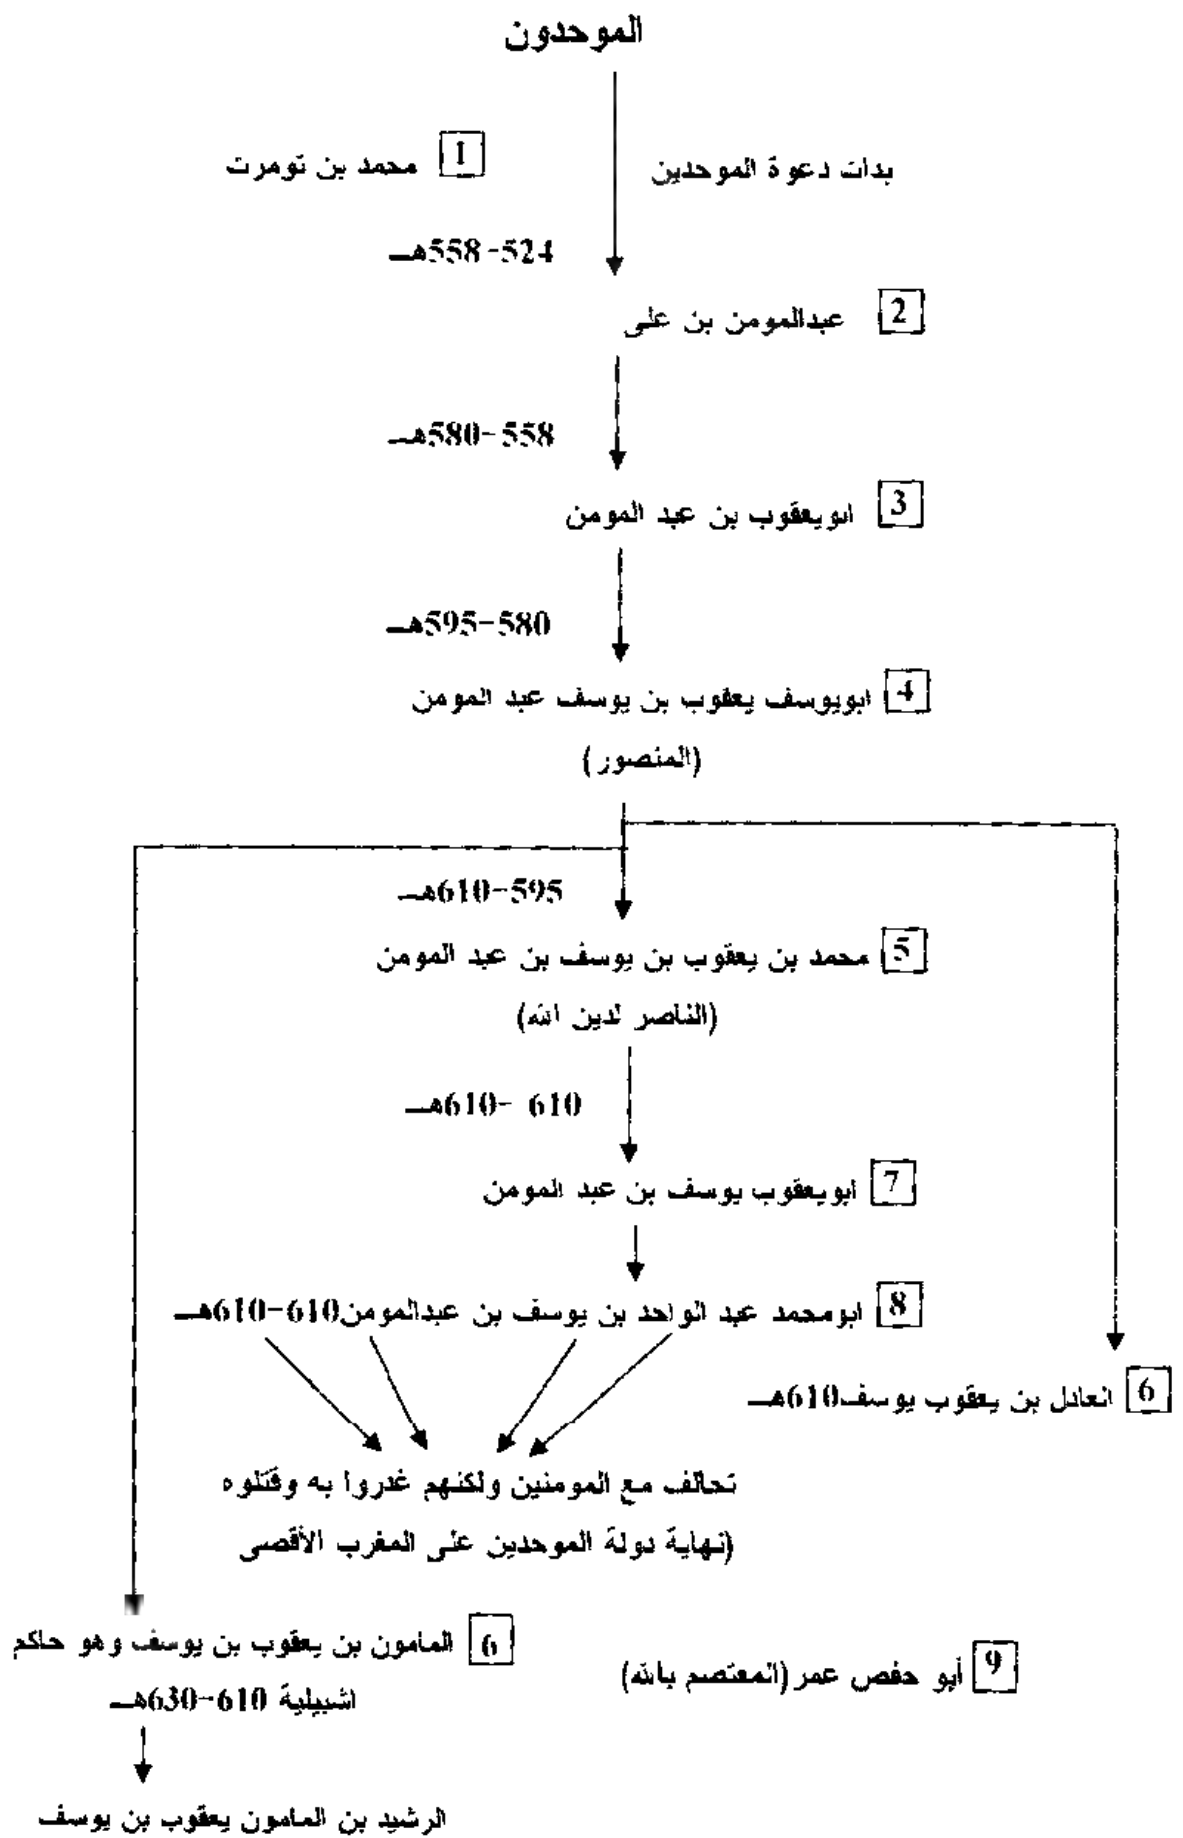 الموحدون
بدات دعوة الموحدين
1 محمد بن تومرت
524-558هـ
2 عبدالمومن بن على
558-580هـ
3 ابويعقوب بن عبد المومن
580-595هـ
4 ابويوسف يعقوب بن يوسف عبد المومن
(المنصور)
595-610هـ
5 محمد بن يعقوب بن يوسف بن عبد المومن
(الناصر لدين الله)
610 -610هـ
7 ابويعقوب يوسف بن عبد المومن
8 ابومحمد عبد الواحد بن يوسف بن عبدالمومن610-610هـ
6 العادل بن يعقوب يوسف610هـ
تحالف مع المومنين ولكنهم غدروا به وقتلوه
(نهاية دولة الموحدين على المغرب الأقصى
6 المامون بن يعقوب بن يوسف وهو حاكم
اشبيلية 610-630هـ
9 أبو حفص عمر(المعتصم بالله)
الرشيد بن المامون يعقوب بن يوسف